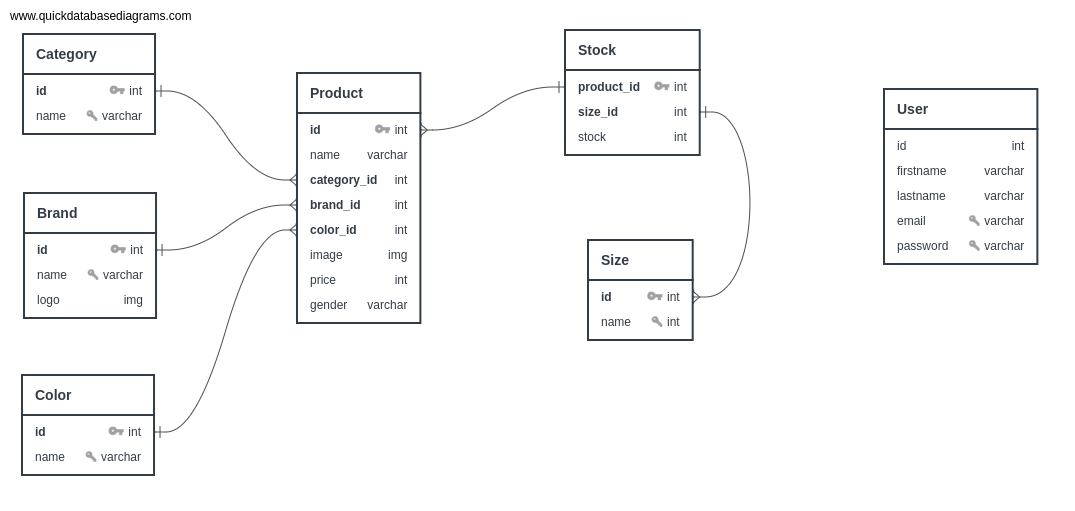 www.quickdatabasediagrams.com
Category
id int
name varchar
Brand
id int
name varchar
logo img
Color
id int
name varchar
Product
id int
name varchar
category_id int
brand_id int
color_id int
image img
price int
gender varchar
Stock
product_id int
size_id int
stock int
Size
id int
name int
User
id int
firstname varchar
lastname varchar
email varchar
password varchar